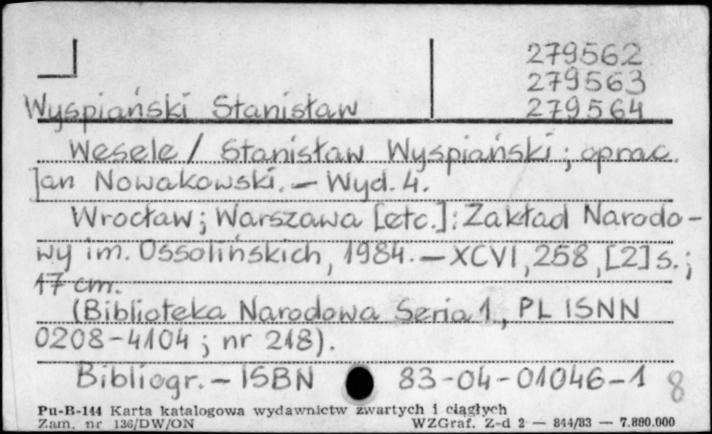 279562
279563
Wyspiański Stanisław 279564
Wesele / Stanisław Wyspiański ; oprac.
Jan Nowakowski. — Wyd. 4.
Wrocław ; Warszawa [etc.] : Zakład Narodo-
wy im. Ossolińskich, 1984. — XCVI, 258, [2] s. ;
17 cm.
(Biblioteka Narodowa Seria 1, PL ISNN
0208-4104 ; nr 218).
Bibliogr. — ISBN 83-04-01046-1 8
Pu-B-144 Karta katalogowa wydawnictw zwartych i ciągłych
Zam. nr 136/DW/ON WZGraf. Z-d 2 — 844/83 — 7.880.000